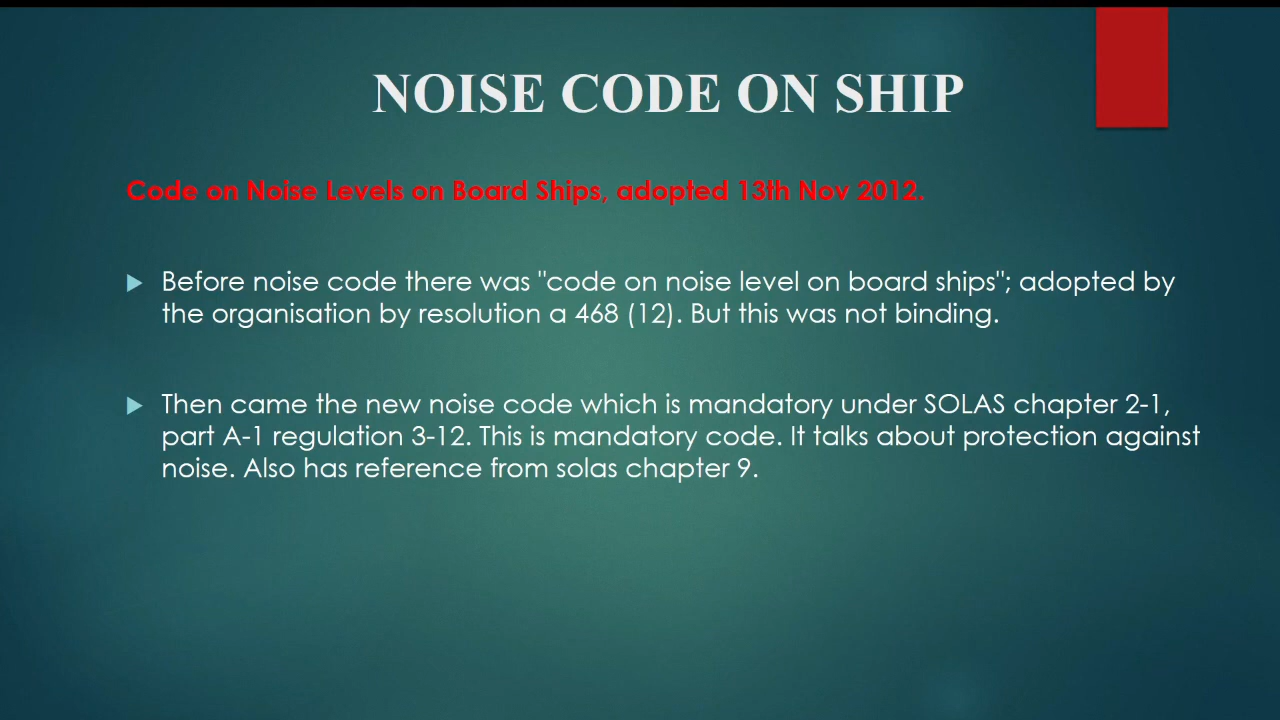 NOISE CODE ON SHIP
Code on Noise Levels on Board Ships, adopted 13th Nov 2012.
Before noise code there was "code on noise level on board ships"; adopted by
the organisation by resolution a 468 (12). But this was not binding.
Then came the new noise code which is mandatory under SOLAS chapter 2-1,
part A-1 regulation 3-12. This is mandatory code. It talks about protection against
noise. Also has reference from solas chapter 9.